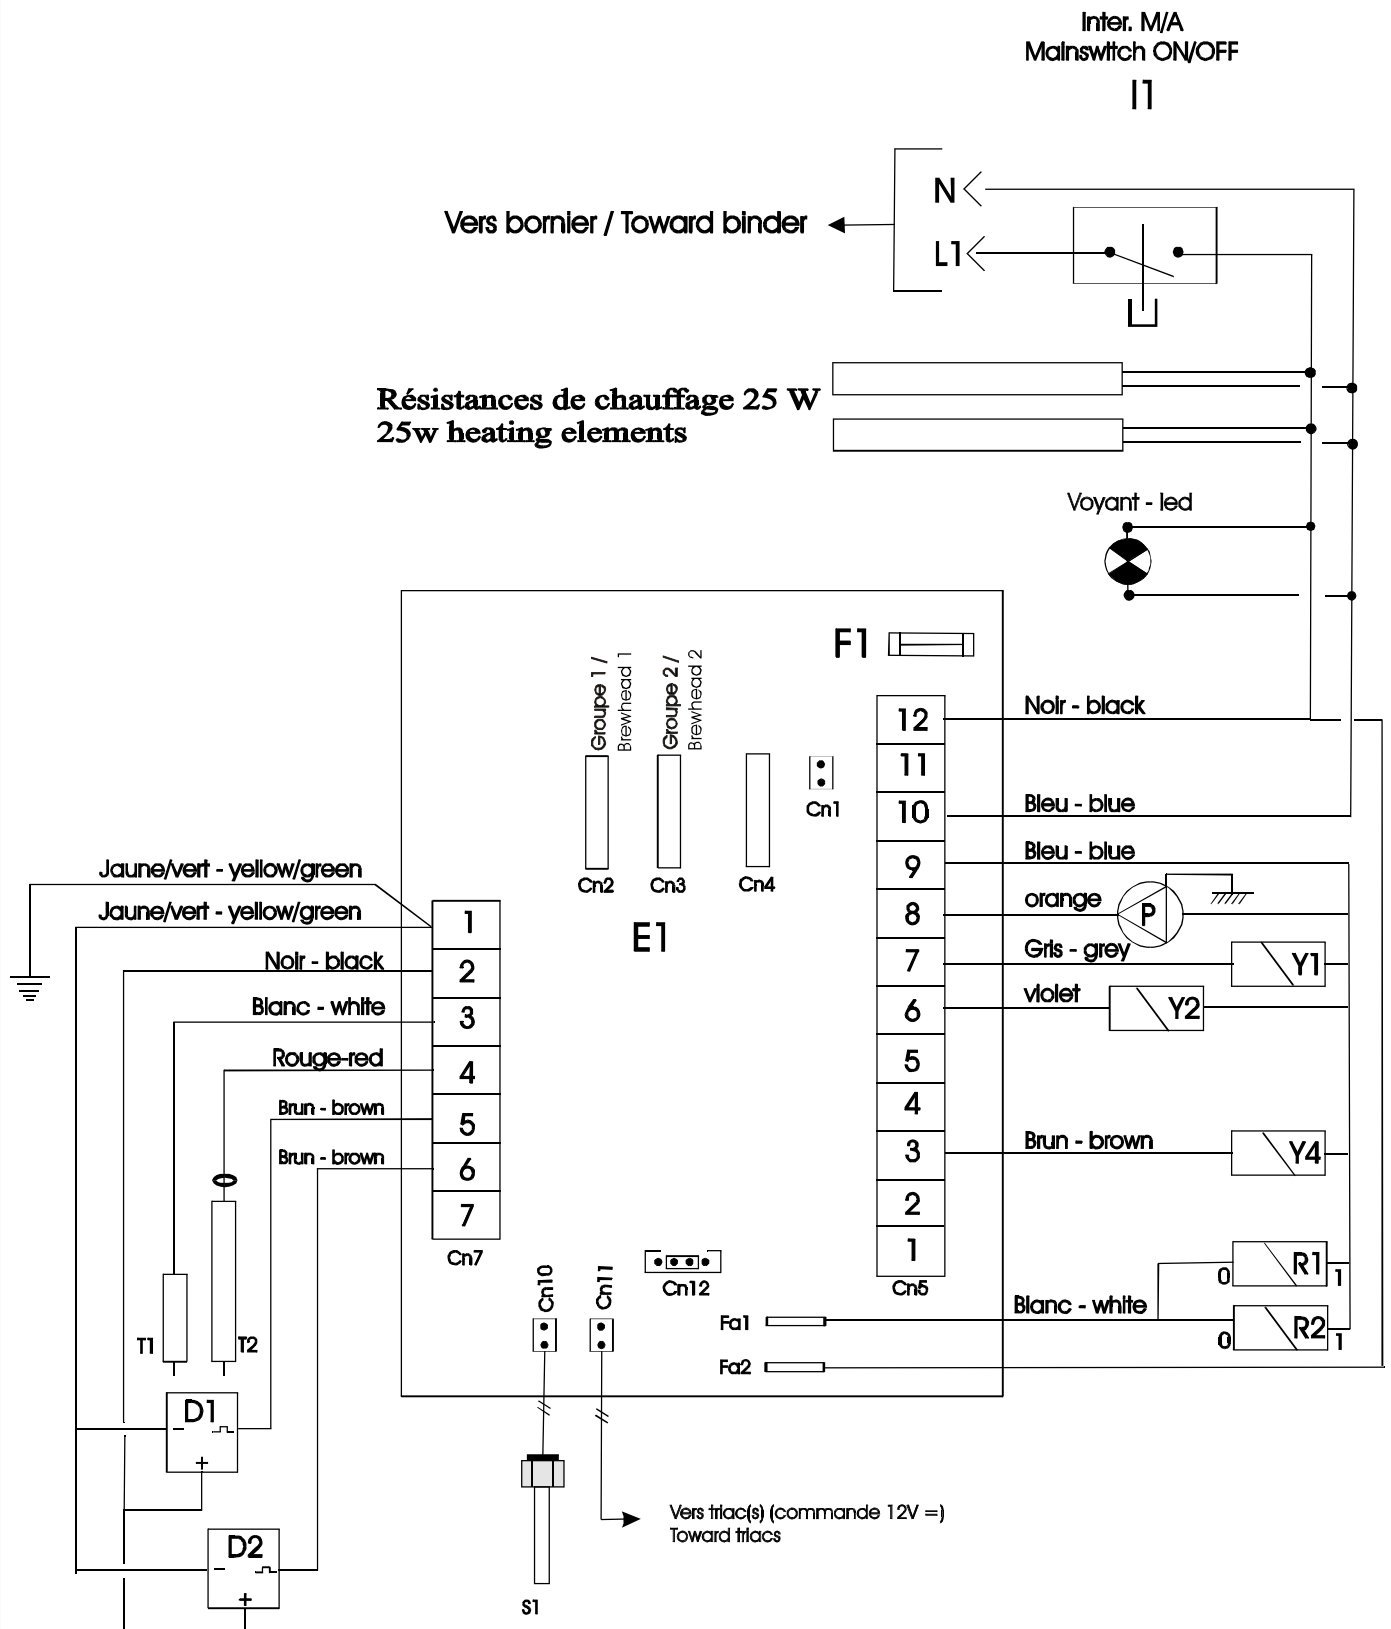 Inter. M/A
Mainswitch ON/OFF
I1
N
Vers bornier / Toward binder
L1
Résistances de chauffage 25 W
25w heating elements
Voyant - led
F1
Groupe 1 /
Brewhead 1
Groupe 2 /
Brewhead 2
12
Noir - black
11
Cn1
10
Bleu - blue
9
Bleu - blue
Cn2
Cn3
Cn4
Jaune/vert - yellow/green
8
orange
P
Jaune/vert - yellow/green
1
E1
7
Gris - grey
Y1
Noir - black
2
6
violet
Y2
Blanc - white
3
5
Rouge-red
4
4
Brun - brown
5
3
Brun - brown
Y4
Brun - brown
6
2
7
1
Cn7
Cn10
Cn11
Cn12
Cn5
0
R1
1
Blanc - white
Fa1
0
R2
1
T1
T2
Fa2
D1
-
+
Vers triac(s) (commande 12V =)
Toward triacs
D2
-
+
S1